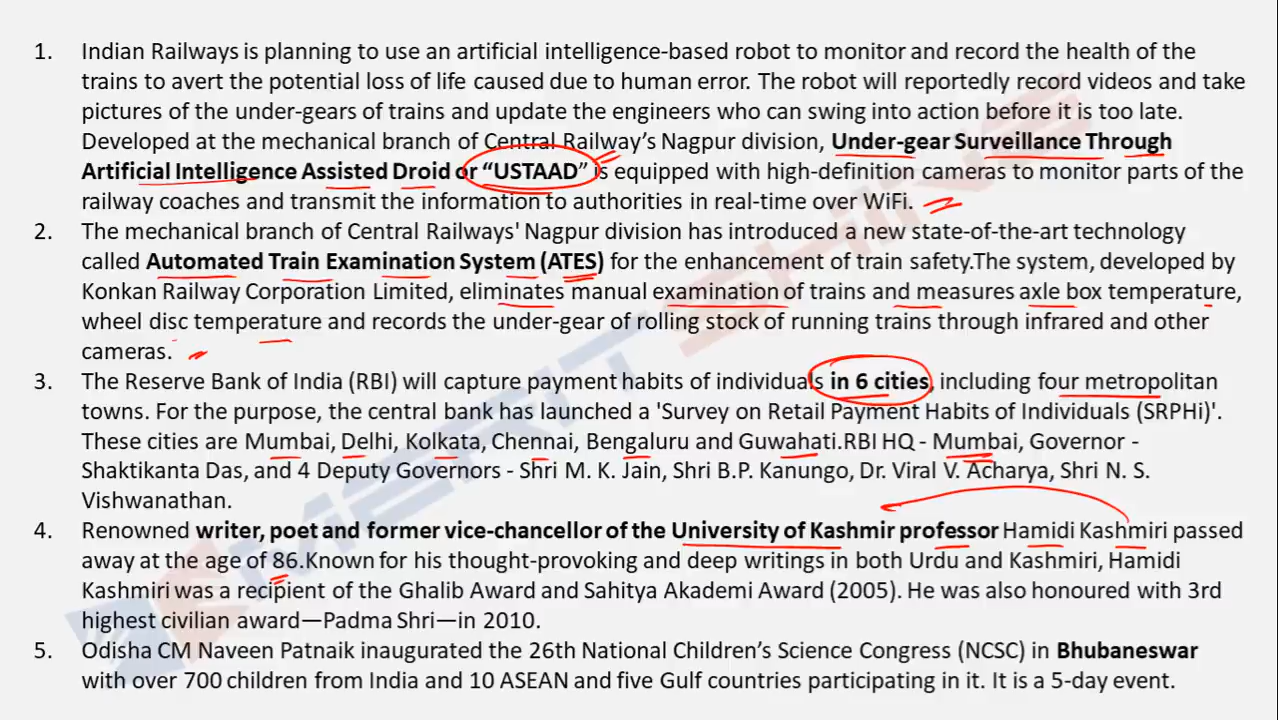 1. Indian Railways is planning to use an artificial intelligence-based robot to monitor and record the health of the
trains to avert the potential loss of life caused due to human error. The robot will reportedly record videos and take
pictures of the under-gears of trains and update the engineers who can swing into action before it is too late.
Developed at the mechanical branch of Central Railway's Nagpur division, Under-gear Surveillance Through
Artificial Intelligence Assisted Droid or “USTAAD” is equipped with high-definition cameras to monitor parts of the
railway coaches and transmit the information to authorities in real-time over WiFi.
2. The mechanical branch of Central Railways' Nagpur division has introduced a new state-of-the-art technology
called Automated Train Examination System (ATES) for the enhancement of train safety.The system, developed by
Konkan Railway Corporation Limited, eliminates manual examination of trains and measures axle box temperature,
wheel disc temperature and records the under-gear of rolling stock of running trains through infrared and other
cameras.
3. The Reserve Bank of India (RBI) will capture payment habits of individuals in 6 cities, including four metropolitan
towns. For the purpose, the central bank has launched a 'Survey on Retail Payment Habits of Individuals (SRPHi)'.
These cities are Mumbai, Delhi, Kolkata, Chennai, Bengaluru and Guwahati.RBI HQ - Mumbai, Governor -
Shaktikanta Das, and 4 Deputy Governors - Shri M. K. Jain, Shri B.P. Kanungo, Dr. Viral V. Acharya, Shri N. S.
Vishwanathan.
4. Renowned writer, poet and former vice-chancellor of the University of Kashmir professor Hamidi Kashmiri passed
away at the age of 86.Known for his thought-provoking and deep writings in both Urdu and Kashmiri, Hamidi
Kashmiri was a recipient of the Ghalib Award and Sahitya Akademi Award (2005). He was also honoured with 3rd
highest civilian award—Padma Shri—in 2010.
5. Odisha CM Naveen Patnaik inaugurated the 26th National Children’s Science Congress (NCSC) in Bhubaneswar
with over 700 children from India and 10 ASEAN and five Gulf countries participating in it. It is a 5-day event.
MERIT SHINE